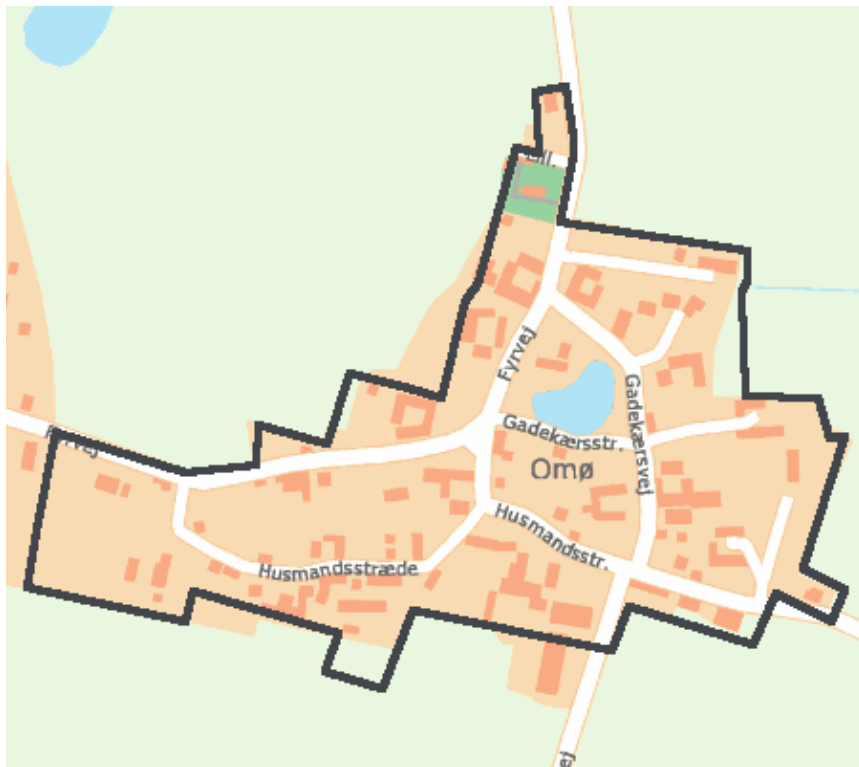 Fyrvej
Gadekærsvej
Gadekærsstr.
Omø
Fyrvej
Husmandsstr.
Husmandsstræde